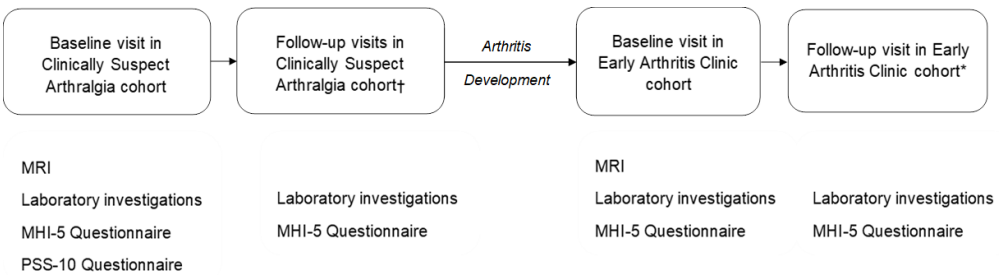 Baseline visit in
Clinically Suspect
Arthralgia cohort
Follow-up visits in
Clinically Suspect
Arthralgia cohort†
Arthritis
Development
Baseline visit in
Early Arthritis Clinic
cohort
Follow-up visit in Early
Arthritis Clinic cohort*
MRI
Laboratory investigations
MHI-5 Questionnaire
PSS-10 Questionnaire
Laboratory investigations
MHI-5 Questionnaire
MRI
Laboratory investigations
MHI-5 Questionnaire
Laboratory investigations
MHI-5 Questionnaire